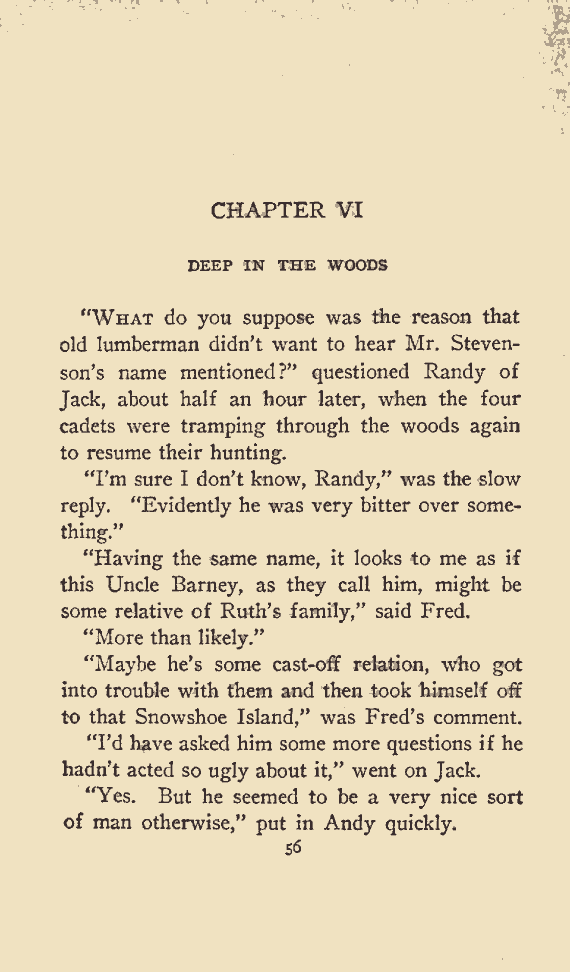 CHAPTER VI
DEEP IN THE WOODS
“WHAT do you suppose was the reason that
old lumberman didn’t want to hear Mr. Steven-
son’s name mentioned?” questioned Randy of
Jack, about half an hour later, when the four
cadets were tramping through the woods again
to resume their hunting.
“I’m sure I don’t know, Randy,” was the slow
reply. “Evidently he was very bitter over some-
thing.”
“Having the same name, it looks to me as if
this Uncle Barney, as they call him, might be
some relative of Ruth’s family,” said Fred.
“More than likely.”
“Maybe he’s some cast-off relation, who got
into trouble with them and then took himself off
to that Snowshoe Island,” was Fred’s comment.
“I’d have asked him some more questions if he
hadn’t acted so ugly about it,” went on Jack.
“Yes. But he seemed to be a very nice sort
of man otherwise,” put in Andy quickly.
56